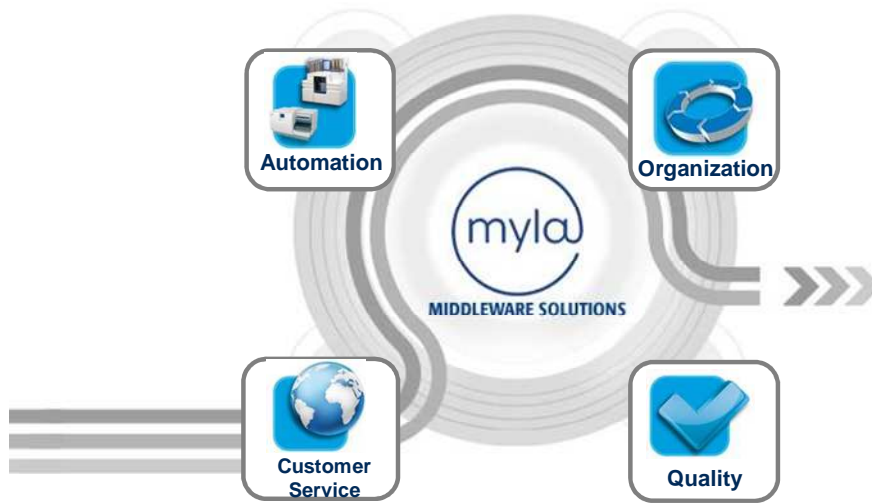 Automation
Organization
myla
MIDDLEWARE SOLUTIONS
Customer
Service
Quality